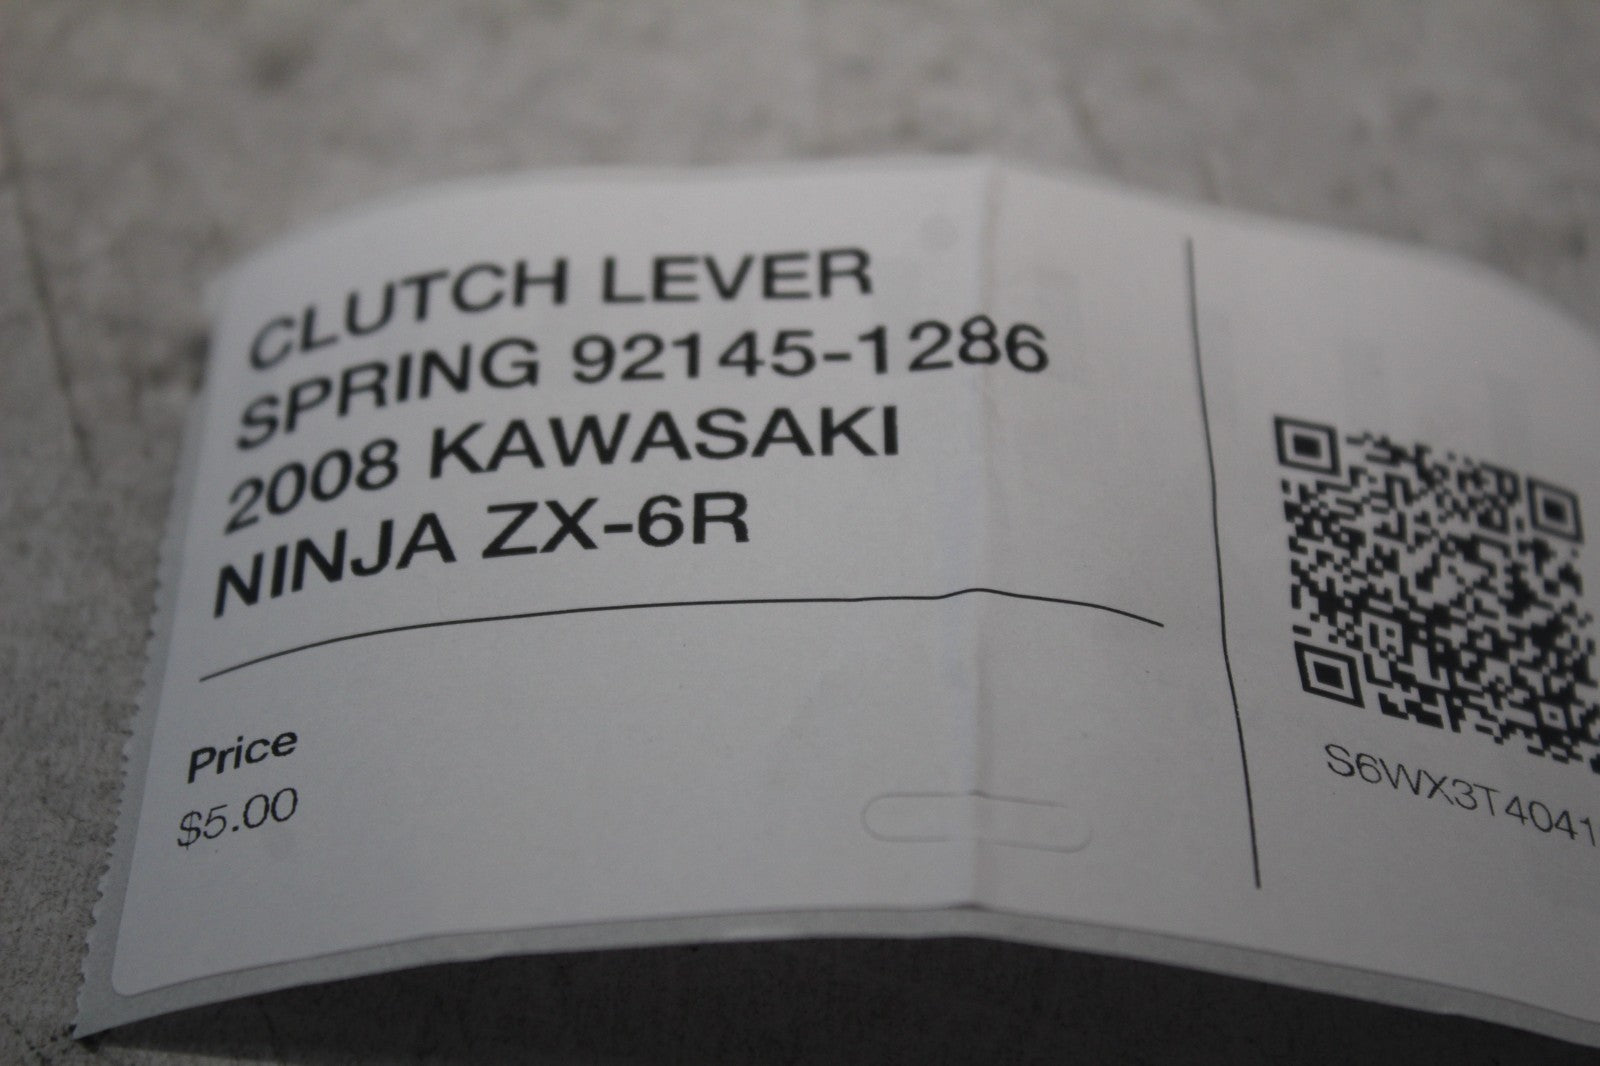 CLUTCH LEVER
SPRING 92145-1286
2008 KAWASAKI
NINJA ZX-6R
Price
$5.00
S6WX3T4041